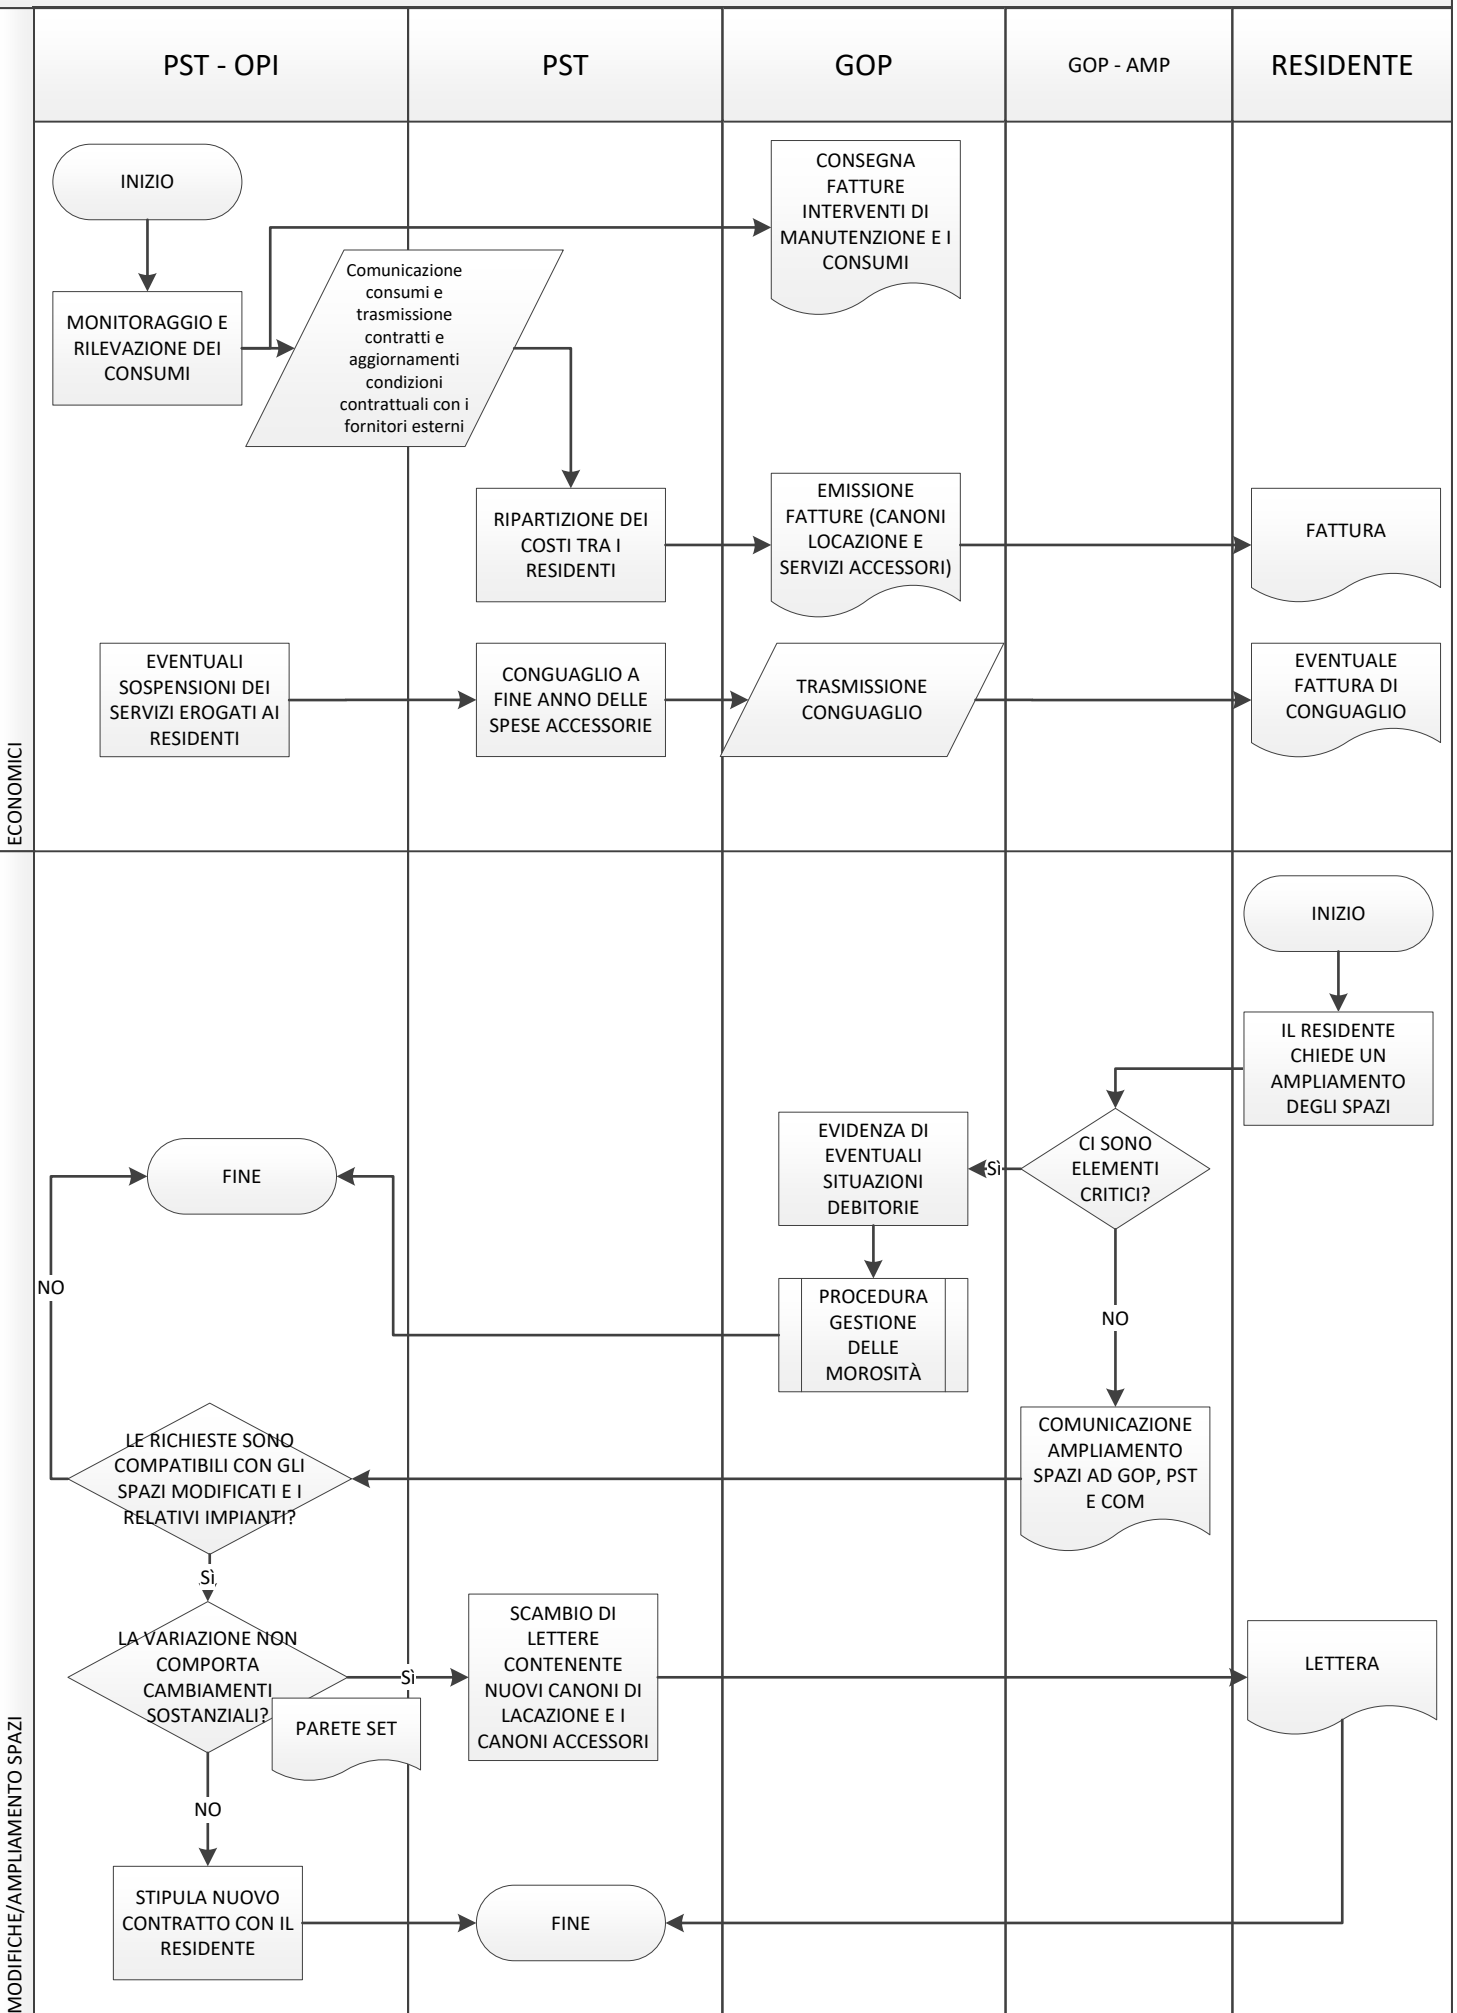 PST - OPI
PST
GOP
GOP - AMP
RESIDENTE
ECONOMICI
INIZIO
CONSEGNA
FATTURE
INTERVENTI DI
MANUTENZIONE E I
CONSUMI
MONITORAGGIO E
RILEVAZIONE DEI
CONSUMI
Comunicazione
consumi e
trasmissione
contratti e
aggiornamenti
condizioni
contrattuali con i
fornitori esterni
RIPARTIZIONE DEI
COSTI TRA I
RESIDENTI
EMISSIONE
FATTURE (CANONI
LOCAZIONE E
SERVIZI ACCESSORI)
FATTURA
EVENTUALI
SOSPENSIONI DEI
SERVIZI EROGATI AI
RESIDENTI
CONGUAGLIO A
FINE ANNO DELLE
SPESE ACCESSORIE
TRASMISSIONE
CONGUAGLIO
EVENTUALE
FATTURA DI
CONGUAGLIO
MODIFICHE/AMPLIAMENTO SPAZI
INIZIO
IL RESIDENTE
CHIEDE UN
AMPLIAMENTO
DEGLI SPAZI
CI SONO
ELEMENTI
CRITICI?
Sì
EVIDENZA DI
EVENTUALI
SITUAZIONI
DEBITORIE
FINE
NO
PROCEDURA
GESTIONE
DELLE
MOROSITÀ
NO
COMUNICAZIONE
AMPLIAMENTO
SPAZI AD GOP, PST
E COM
LE RICHIESTE SONO
COMPATIBILI CON GLI
SPAZI MODIFICATI E I
RELATIVI IMPIANTI?
Sì
LA VARIAZIONE NON
COMPORTA
CAMBIAMENTI
SOSTANZIALI?
Sì
PARETE SET
SCAMBIO DI
LETTERE
CONTENENTE
NUOVI CANONI DI
LACAZIONE E I
CANONI ACCESSORI
LETTERA
NO
STIPULA NUOVO
CONTRATTO CON IL
RESIDENTE
FINE